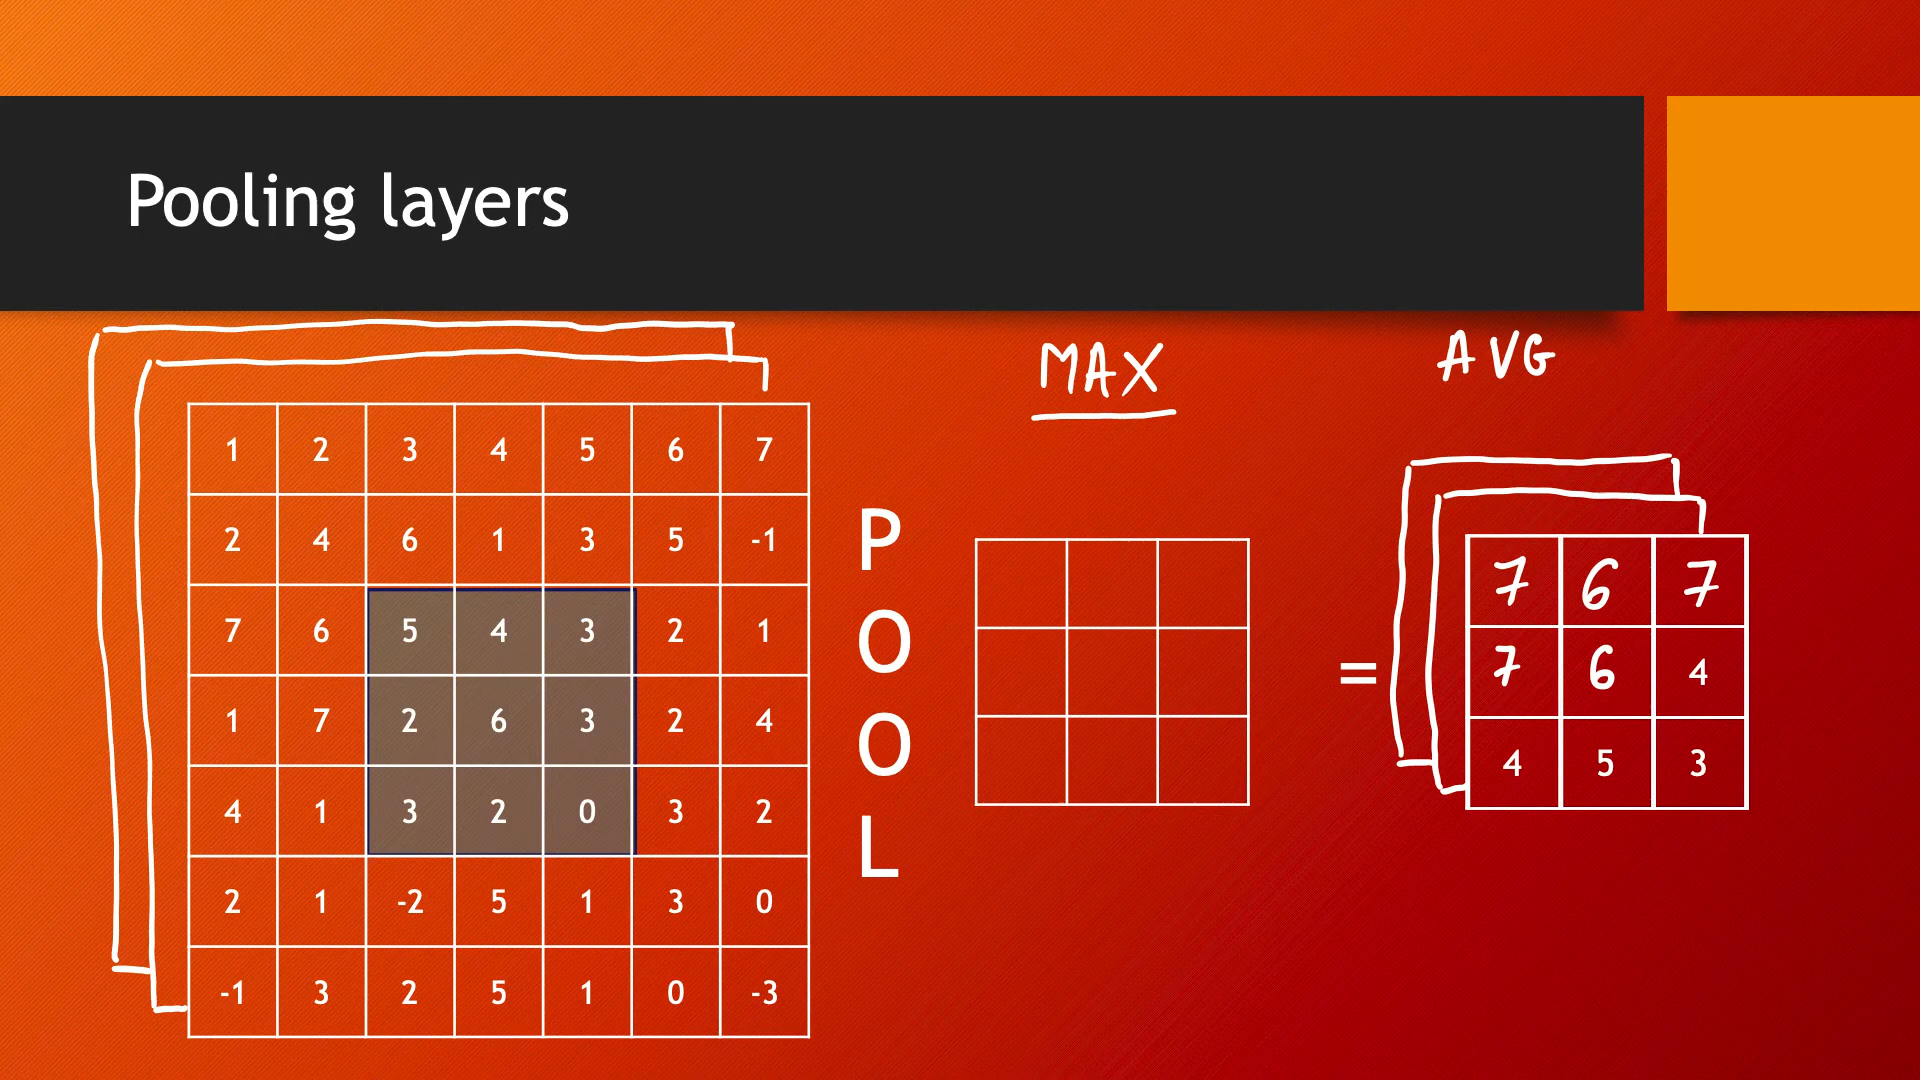 Pooling layers
MAX
AVG
1 2 3 4 5 6 7
2 4 6 1 3 5 -1
7 6 5 4 3 2 1
1 7 2 6 3 2 4
4 1 3 2 0 3 2
2 1 -2 5 1 3 0
-1 3 2 5 1 0 -3
P
O
O
L
=
7 6 7
7 6 4
4 5 3